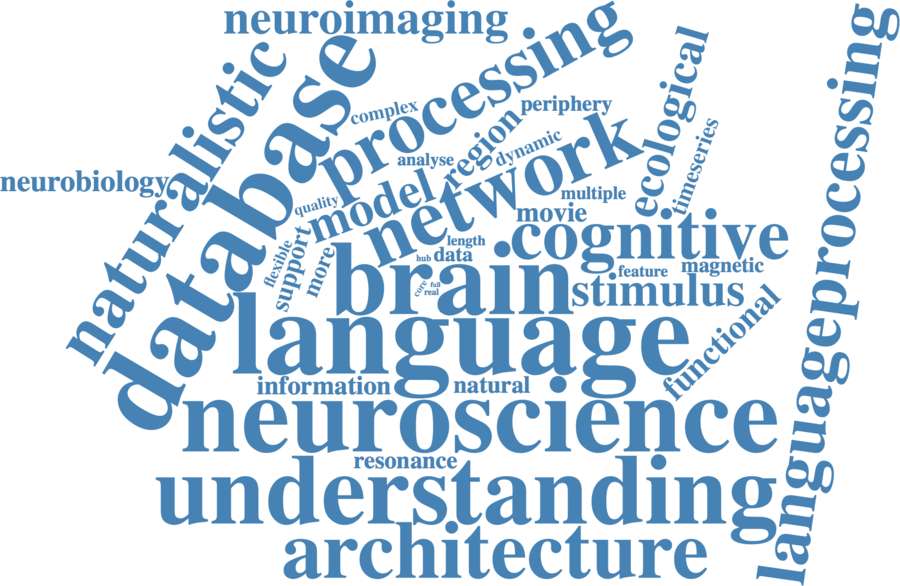 neuroimaging
naturalistic
database
processing
complex
periphery
ecological
languageprocessing
region
dynamic
timeseries
analyse
network
neurobiology
model
multiple
quality
movie
cognitive
support
flexible
more
length
data
hub
brain
feature
magnetic
core
full
real
stimulus
language
functional
information
natural
neuroscience
resonance
understanding
architecture